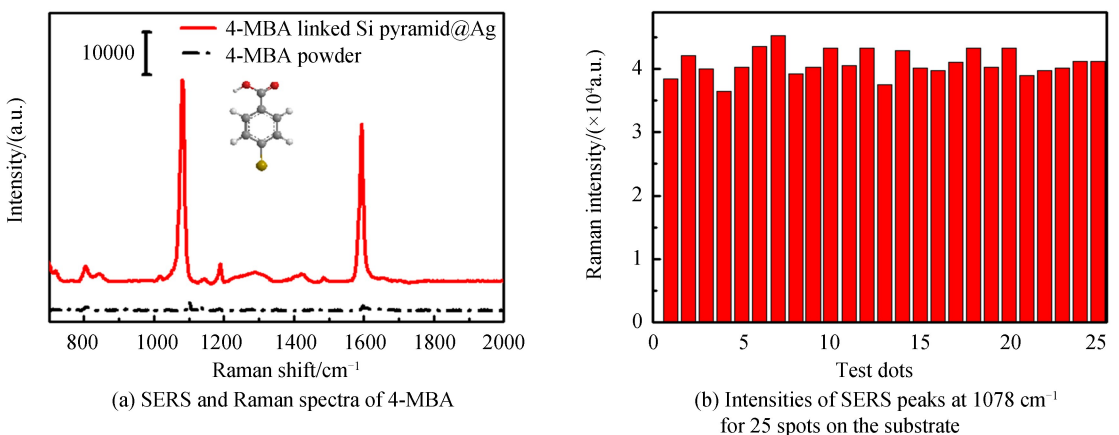 4-MBA linked Si pyramid@Ag
4-MBA powder
10000
Intensity/(a.u.)
800 1000 1200 1400 1600 1800 2000
Raman shift/cm⁻¹
(a) SERS and Raman spectra of 4-MBA
Raman intensity/(×10⁴a.u.)
5
4
3
2
1
0
0 5 10 15 20 25
Test dots
(b) Intensities of SERS peaks at 1078 cm⁻¹
for 25 spots on the substrate